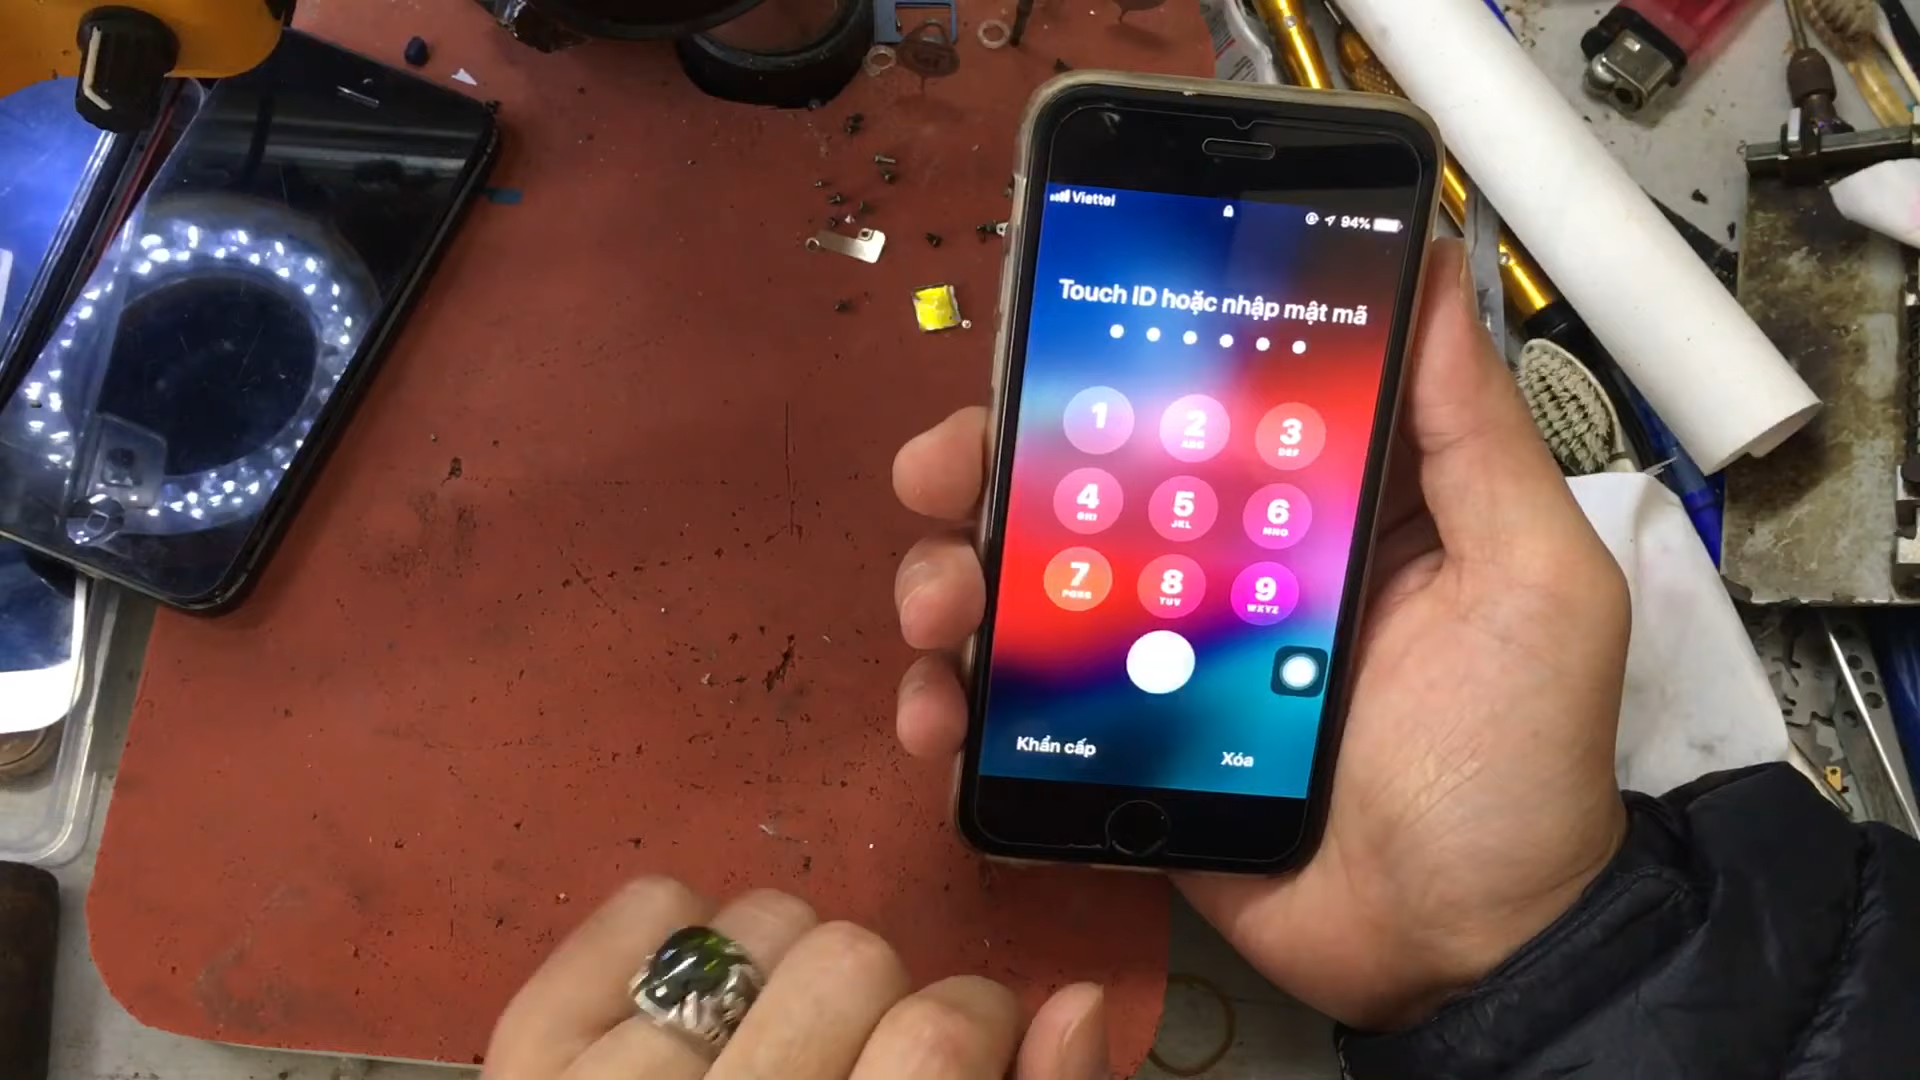 Viettel 94%
Touch ID hoặc nhập mật mã
1 2 3
ABC DEF
4 5 6
GHI JKL MNO
7 8 9
PQRS TUV WXYZ
Khẩn cấp Xóa